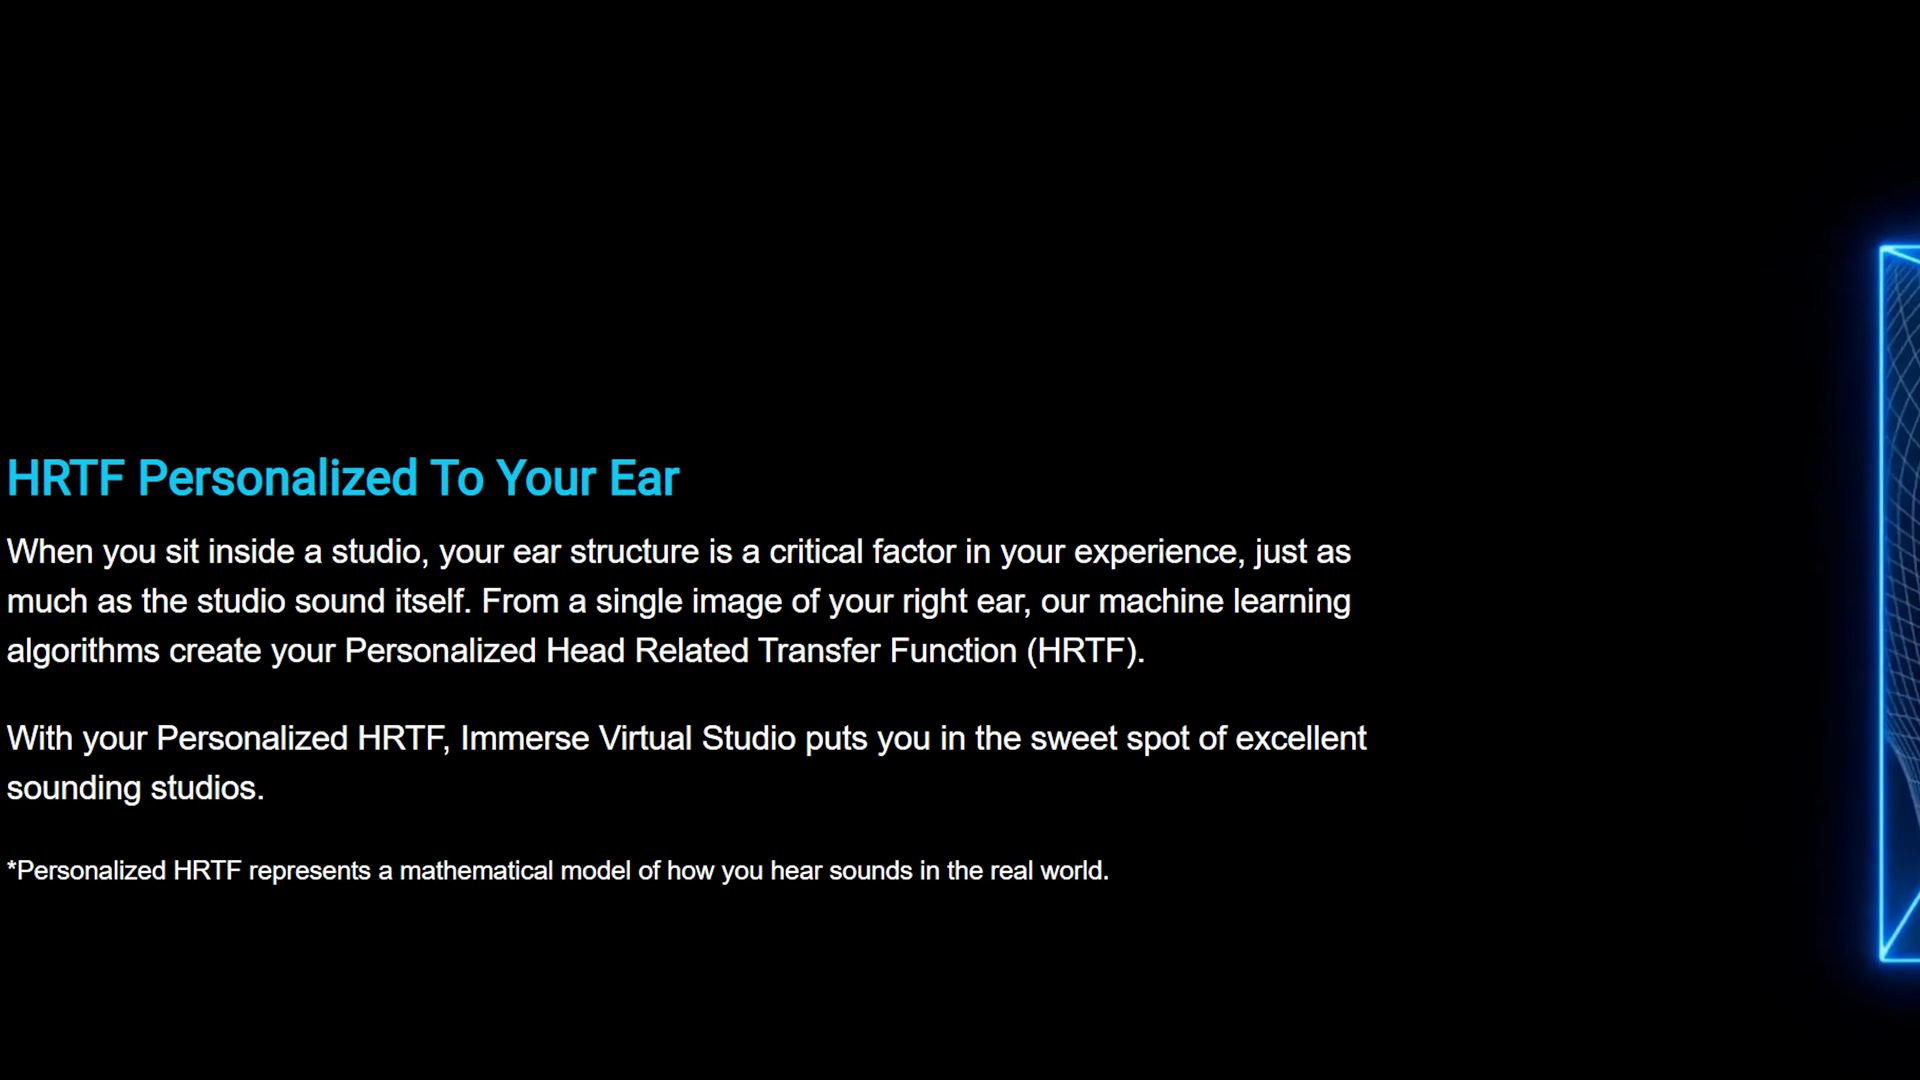 HRTF Personalized To Your Ear
When you sit inside a studio, your ear structure is a critical factor in your experience, just as
much as the studio sound itself. From a single image of your right ear, our machine learning
algorithms create your Personalized Head Related Transfer Function (HRTF).
With your Personalized HRTF, Immerse Virtual Studio puts you in the sweet spot of excellent
sounding studios.
*Personalized HRTF represents a mathematical model of how you hear sounds in the real world.